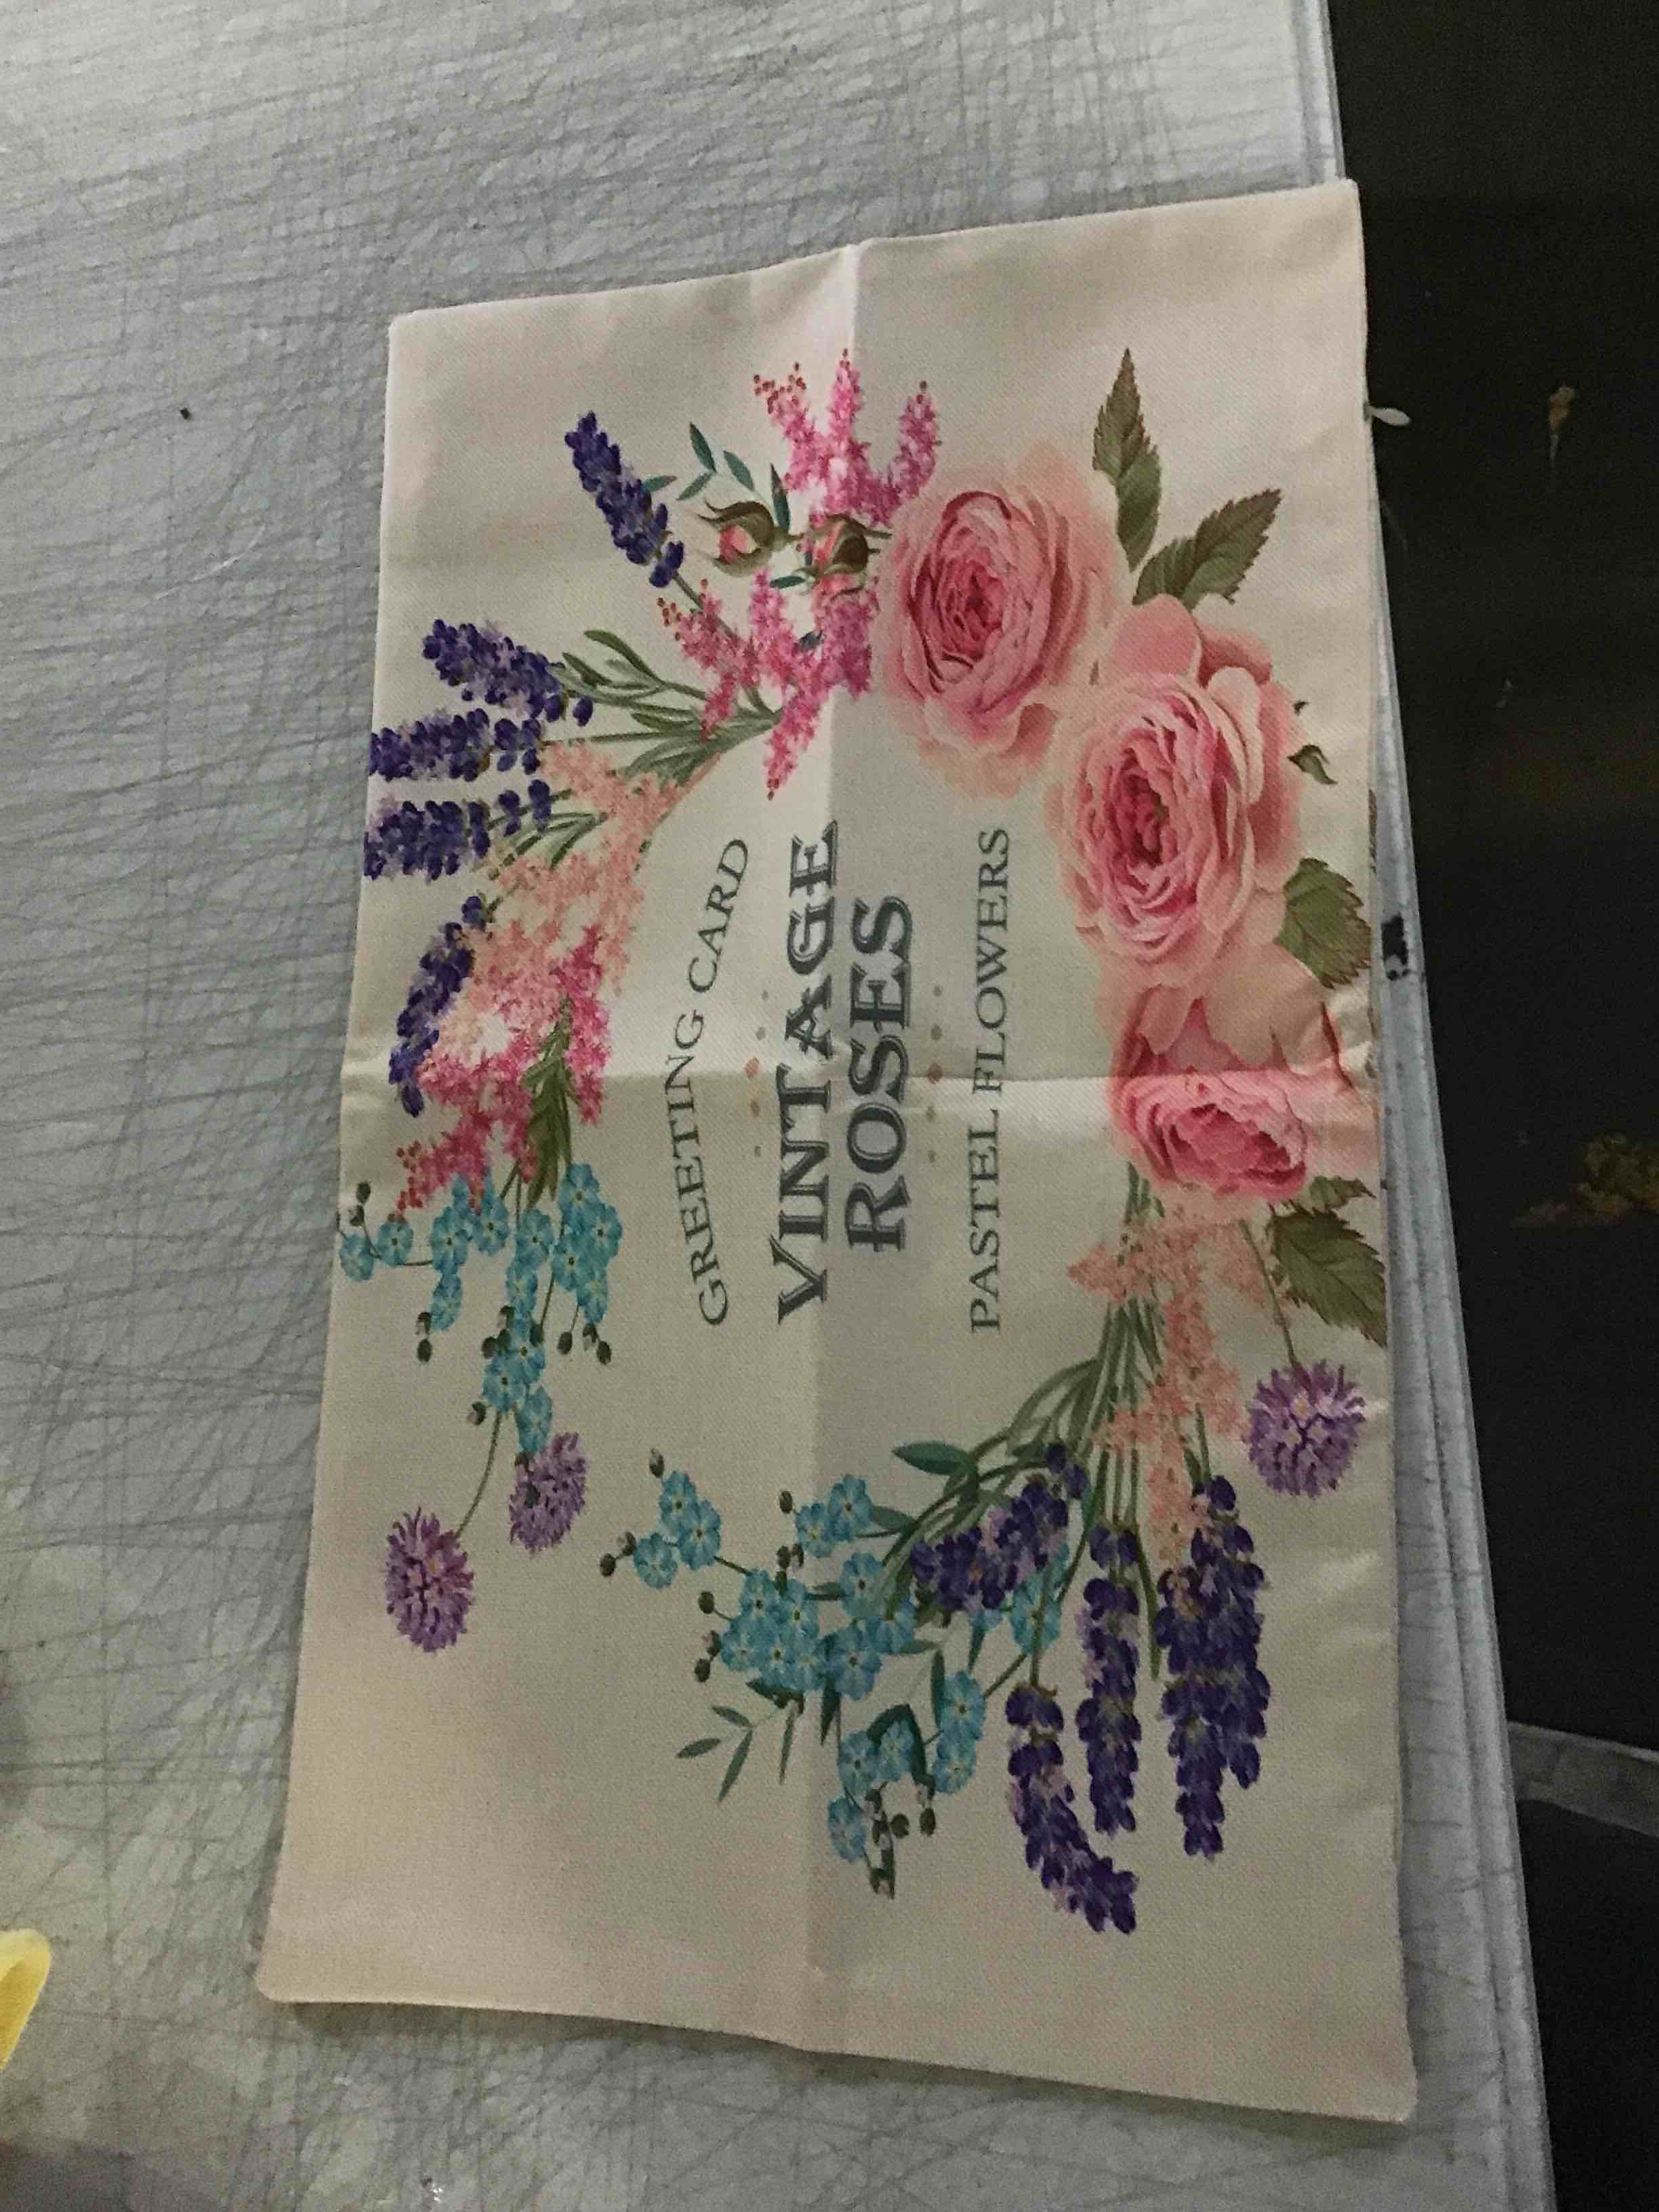 GREETING CARD
VINTAGE
ROSES
PASTEL FLOWERS